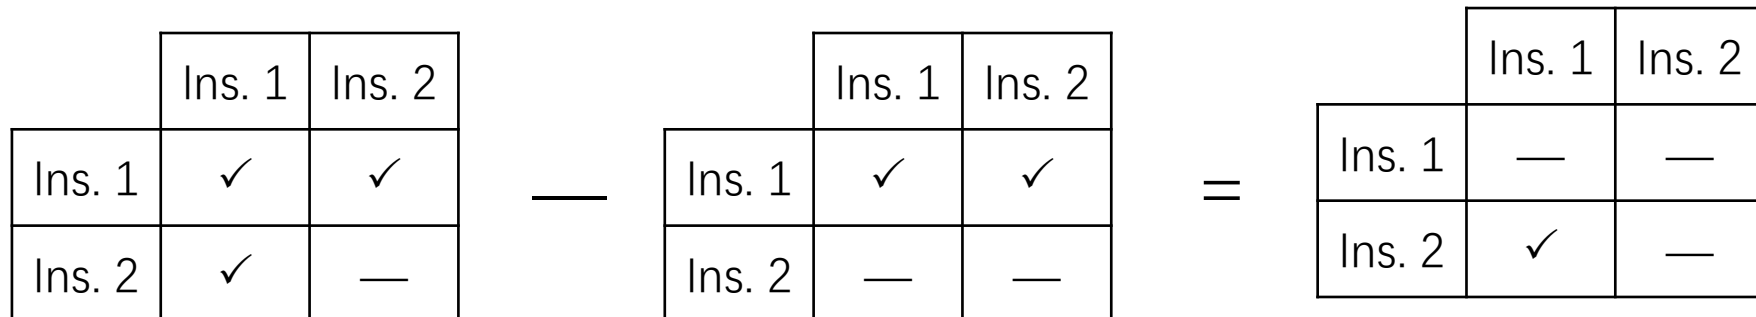 Ins. 1 Ins. 2
Ins. 1 ✓ ✓
Ins. 2 ✓ —
—
Ins. 1 Ins. 2
Ins. 1 ✓ ✓
Ins. 2 — —
=
Ins. 1 Ins. 2
Ins. 1 — —
Ins. 2 ✓ —